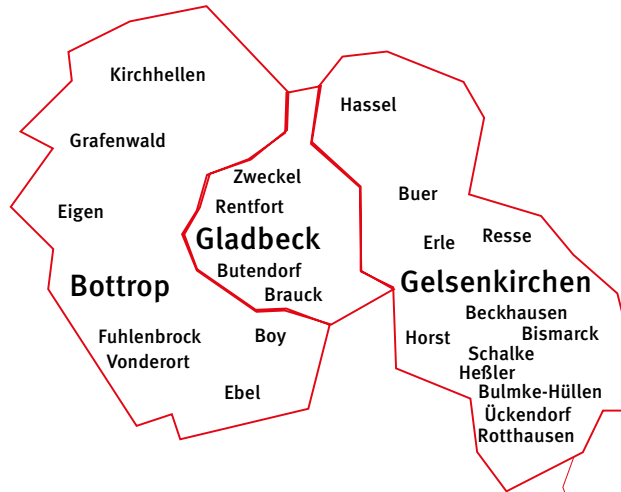 Kirchhellen
Hassel
Grafenwald
Zweckel
Buer
Rentfort
Eigen
Gladbeck
Erle
Resse
Butendorf
Bottrop
Gelsenkirchen
Brauck
Beckhausen
Fuhlenbrock
Boy
Horst
Bismarck
Vonderort
Schalke
Heßler
Ebel
Bulmke-Hüllen
Ückendorf
Rotthausen